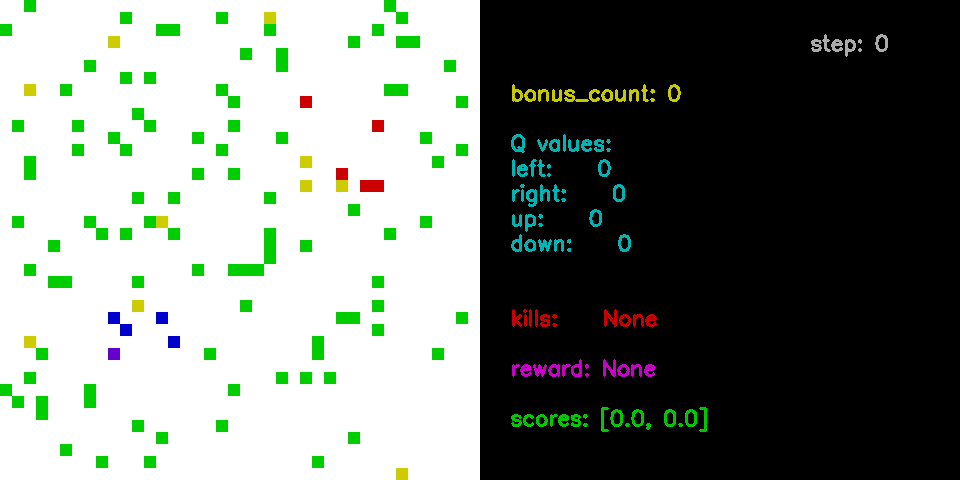 step: 0
bonus_count: 0
Q values:
left: 0
right: 0
up: 0
down: 0
kills: None
reward: None
scores: [0.0, 0.0]